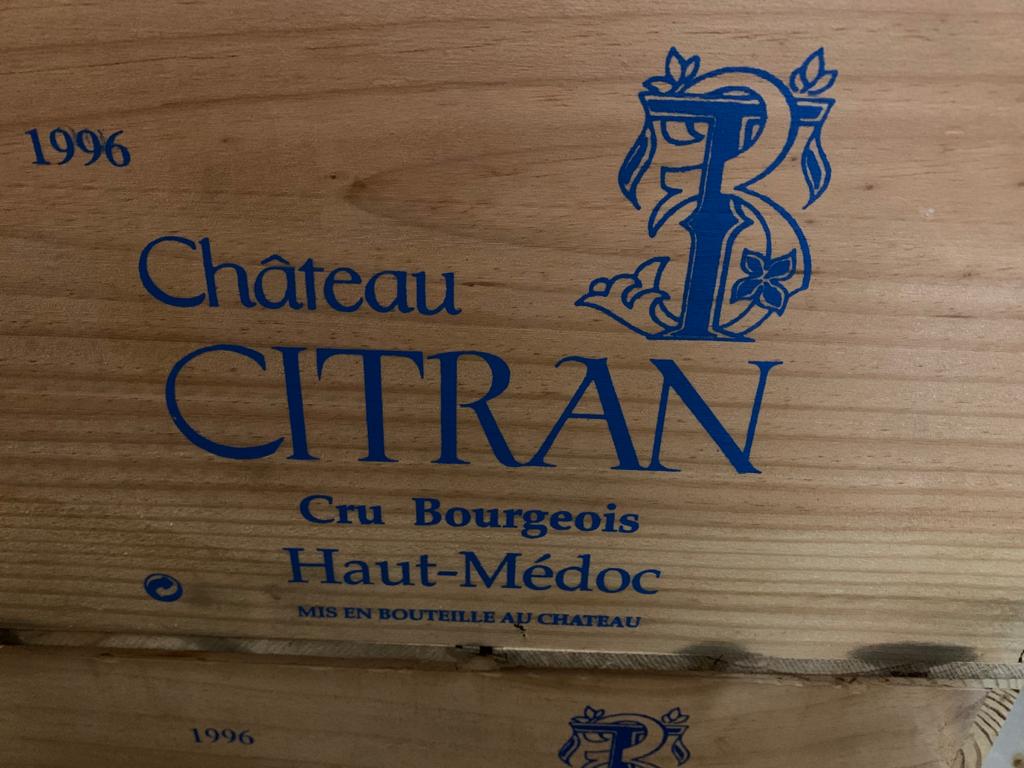 1996
Château
CITRAN
Cru Bourgeois
Haut-Médoc
MIS EN BOUTEILLE AU CHATEAU
1996